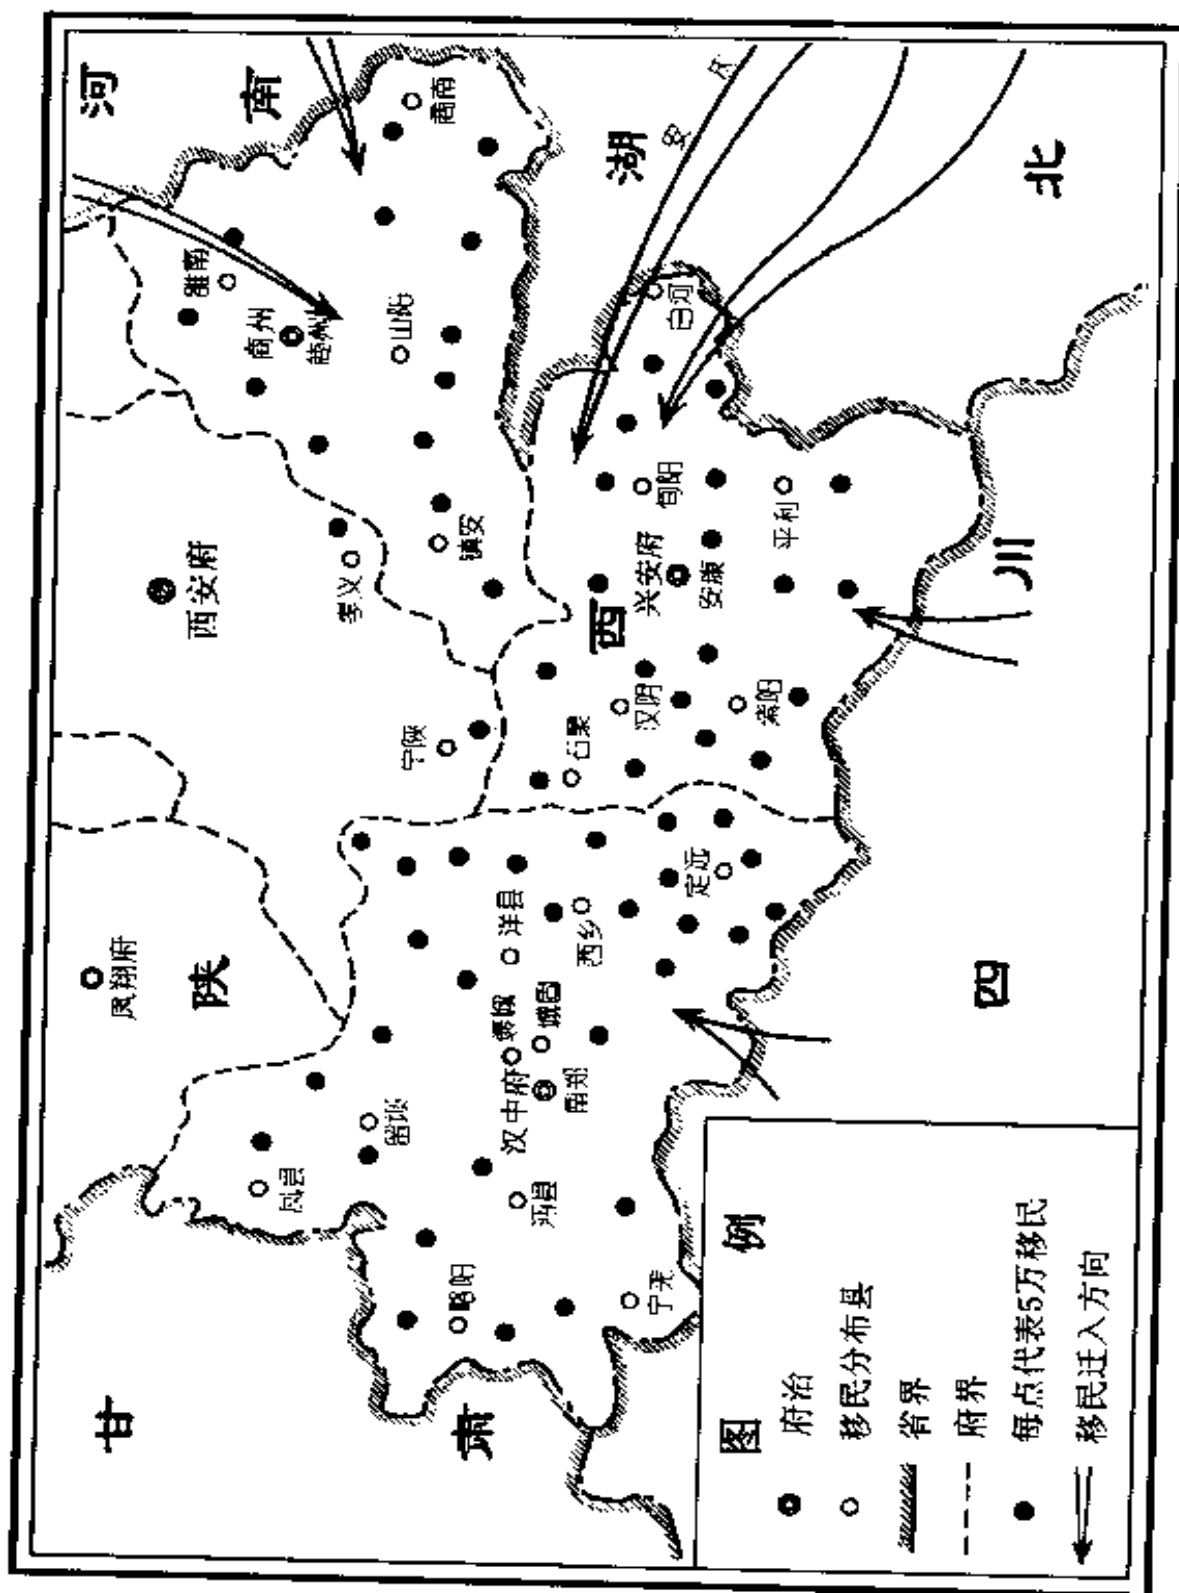 河 南
湖 北
四 川
甘 肃
陕 西
商南
雒南
商州
商州
山阳
镇安
孝义
西安府
宁陕
凤翔府
白河
旬阳
平利
兴安府
安康
汉阴
石泉
紫阳
定远
西乡
洋县
城固
汉中府
南郑
留坝
凤县
沔县
略阳
宁羌
安
图 例
府治
移民分布县
省界
府界
每点代表5万移民
移民迁入方向